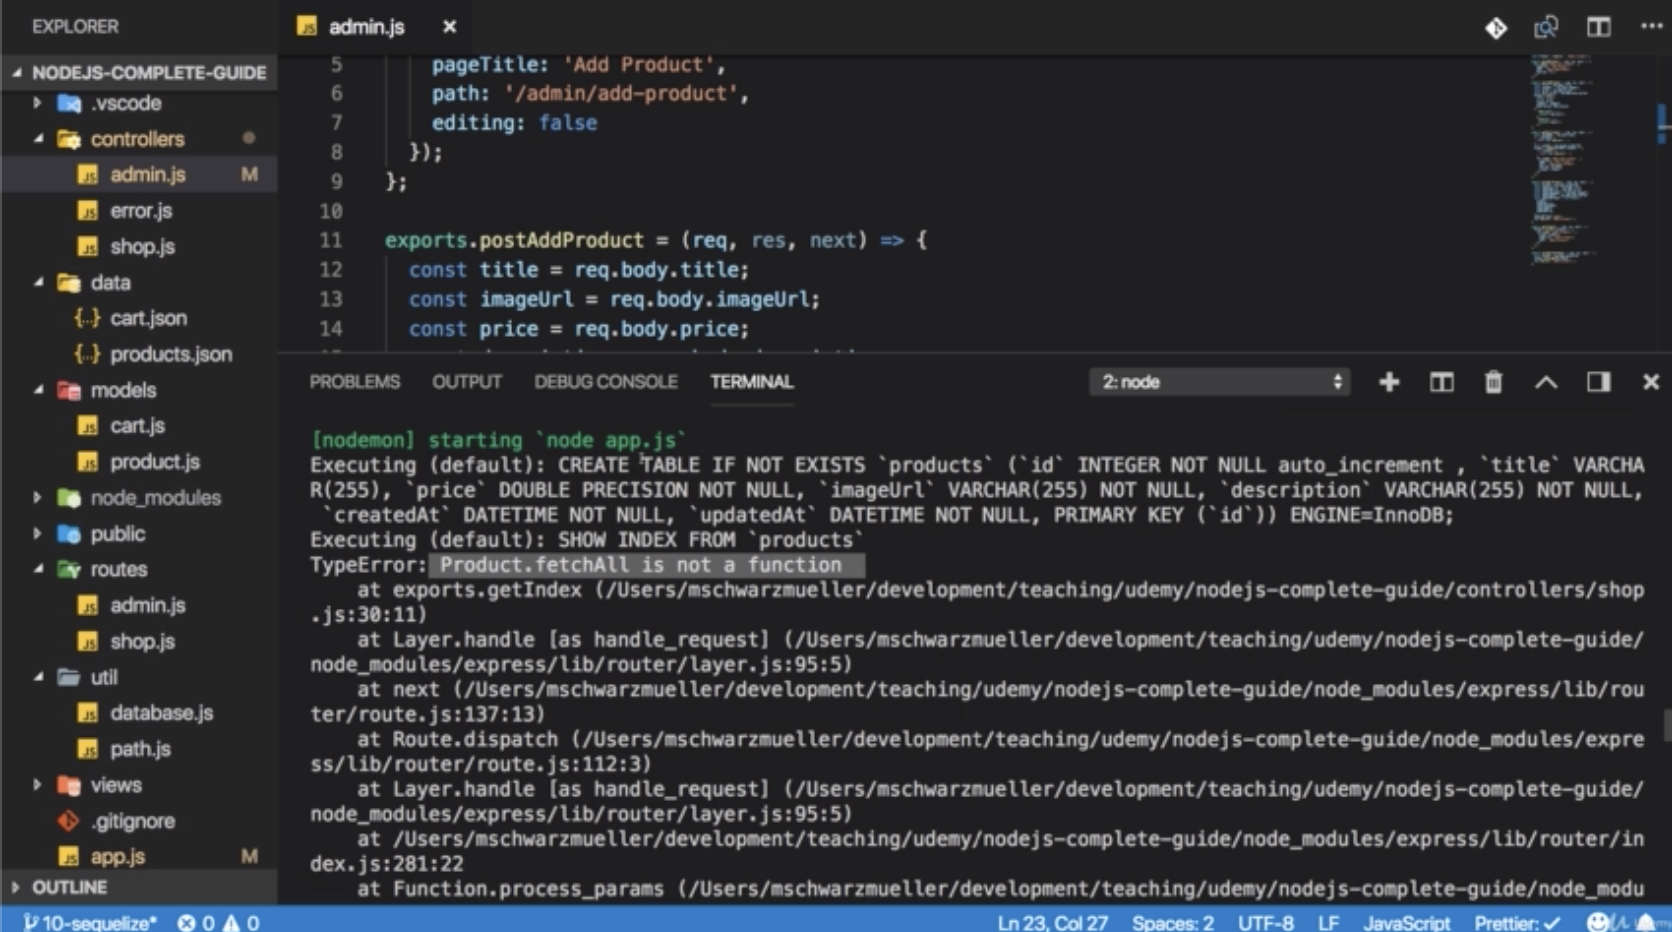 EXPLORER
NODEJS-COMPLETE-GUIDE
.vscode
controllers
admin.js M
error.js
shop.js
data
{..} cart.json
{..} products.json
models
cart.js
product.js
node_modules
public
routes
admin.js
shop.js
util
database.js
path.js
views
.gitignore
app.js M
OUTLINE
admin.js
5 pageTitle: 'Add Product',
6 path: '/admin/add-product',
7 editing: false
8 });
9 };
10
11 exports.postAddProduct = (req, res, next) => {
12 const title = req.body.title;
13 const imageUrl = req.body.imageUrl;
14 const price = req.body.price;
PROBLEMS OUTPUT DEBUG CONSOLE TERMINAL 2: node
[nodemon] starting `node app.js`
Executing (default): CREATE TABLE IF NOT EXISTS `products` (`id` INTEGER NOT NULL auto_increment , `title` VARCHA
R(255), `price` DOUBLE PRECISION NOT NULL, `imageUrl` VARCHAR(255) NOT NULL, `description` VARCHAR(255) NOT NULL,
`createdAt` DATETIME NOT NULL, `updatedAt` DATETIME NOT NULL, PRIMARY KEY (`id`)) ENGINE=InnoDB;
Executing (default): SHOW INDEX FROM `products`
TypeError: Product.fetchAll is not a function
at exports.getIndex (/Users/mschwarzmueller/development/teaching/udemy/nodejs-complete-guide/controllers/shop
.js:30:11)
at Layer.handle [as handle_request] (/Users/mschwarzmueller/development/teaching/udemy/nodejs-complete-guide/
node_modules/express/lib/router/layer.js:95:5)
at next (/Users/mschwarzmueller/development/teaching/udemy/nodejs-complete-guide/node_modules/express/lib/rou
ter/route.js:137:13)
at Route.dispatch (/Users/mschwarzmueller/development/teaching/udemy/nodejs-complete-guide/node_modules/expre
ss/lib/router/route.js:112:3)
at Layer.handle [as handle_request] (/Users/mschwarzmueller/development/teaching/udemy/nodejs-complete-guide/
node_modules/express/lib/router/layer.js:95:5)
at /Users/mschwarzmueller/development/teaching/udemy/nodejs-complete-guide/node_modules/express/lib/router/in
dex.js:281:22
at Function.process_params (/Users/mschwarzmueller/development/teaching/udemy/nodejs-complete-guide/node_modu
10-sequelize* 0 0 Ln 23, Col 27 Spaces: 2 UTF-8 LF JavaScript Prettier: ✓